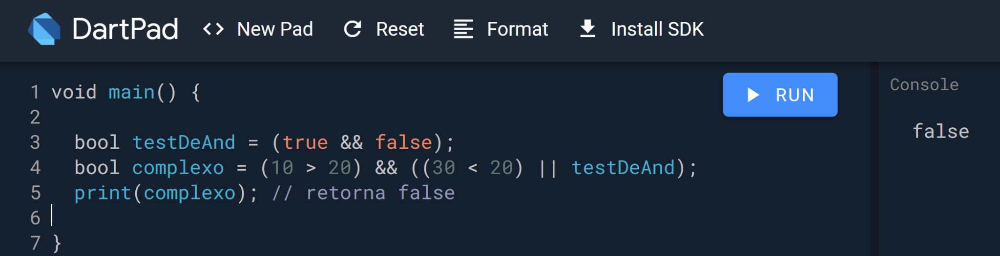 DartPad <> New Pad Reset Format Install SDK
1 void main() {
RUN
Console
2
false
3 bool testDeAnd = (true && false);
4 bool complexo = (10 > 20) && ((30 < 20) || testDeAnd);
5 print(complexo); // retorna false
6
7 }